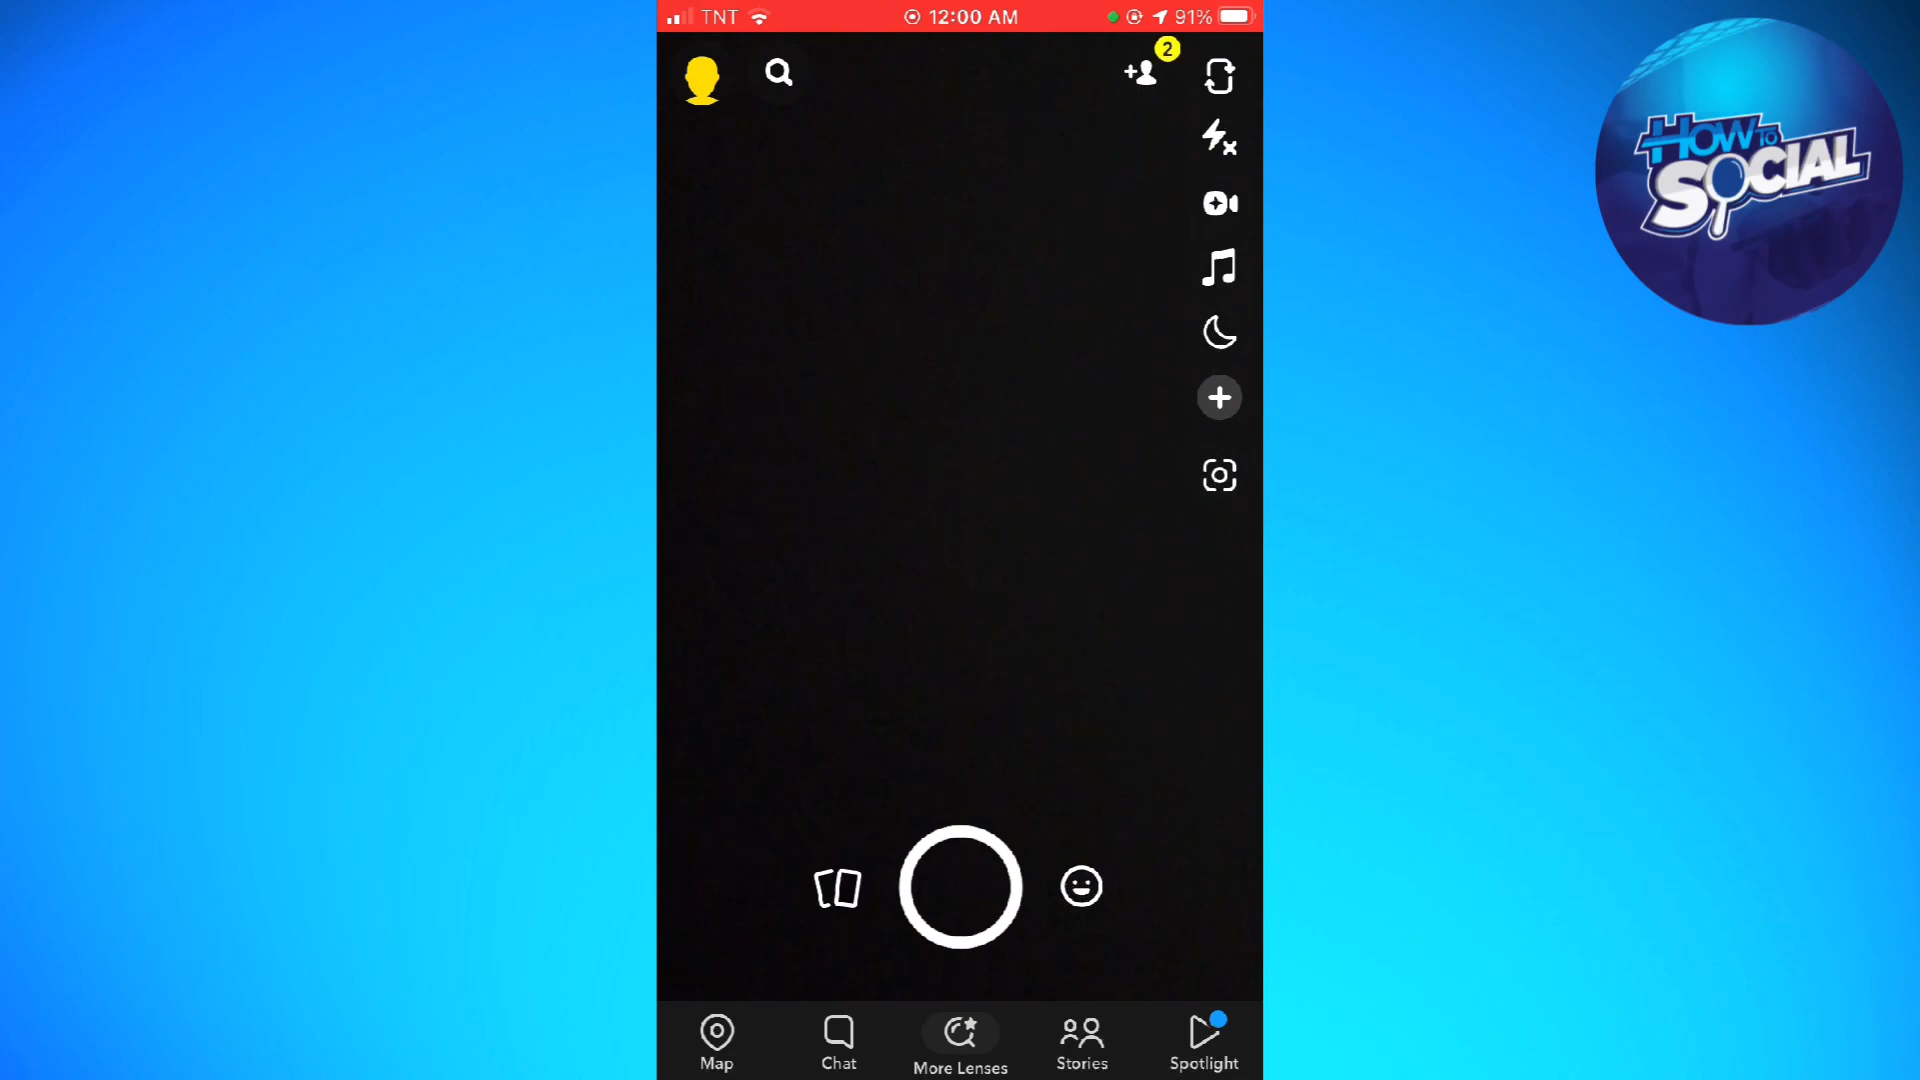 TNT 12:00 AM 91%
2
HOW TO
SOCIAL
Map Chat More Lenses Stories Spotlight